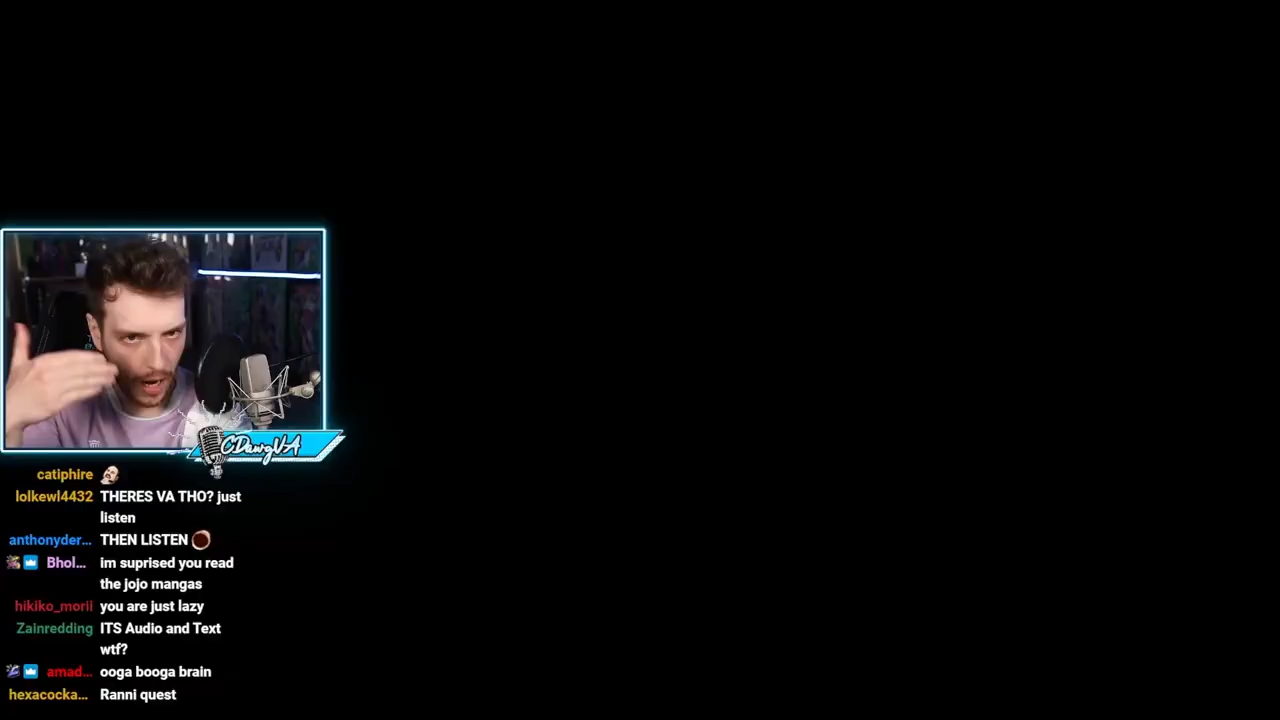 CDawgVA
catiphire
lolkewl4432 THERES VA THO? just
listen
anthonyder... THEN LISTEN
Bhol... im suprised you read
the jojo mangas
hikiko_morii you are just lazy
Zainredding ITS Audio and Text
wtf?
amad... ooga booga brain
hexacocka... Ranni quest